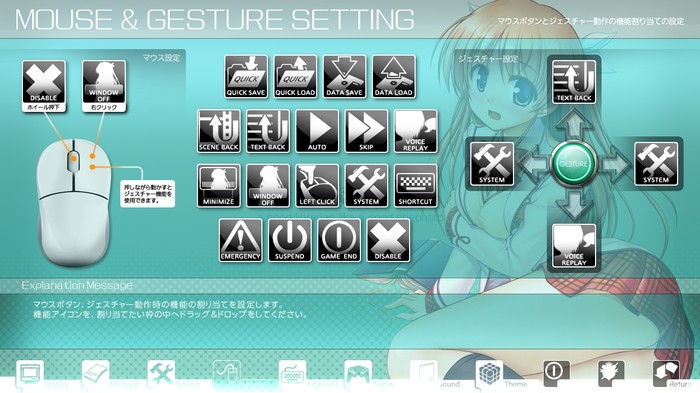 MOUSE & GESTURE SETTING
マウスボタンとジェスチャー動作の機能割り当ての設定
マウス設定
ジェスチャー設定
DISABLE
ホイール押下
WINDOW OFF
右クリック
押しながら動かすと
ジェスチャー機能を
使用できます。
QUICK
QUICK SAVE
QUICK
QUICK LOAD
DATA SAVE
DATA LOAD
SCENE BACK
TEXT BACK
AUTO
SKIP
VOICE REPLAY
MINIMIZE
WINDOW OFF
LEFT CLICK
SYSTEM
SHORTCUT
EMERGENCY
SUSPEND
GAME END
DISABLE
TEXT BACK
SYSTEM
GESTURE
SYSTEM
VOICE REPLAY
Explanation Message
マウスボタン、ジェスチャー動作時の機能の割り当てを設定します。
機能アイコンを、割り当てたい枠の中へドラッグ&ドロップをしてください。
Sound
Theme
Return